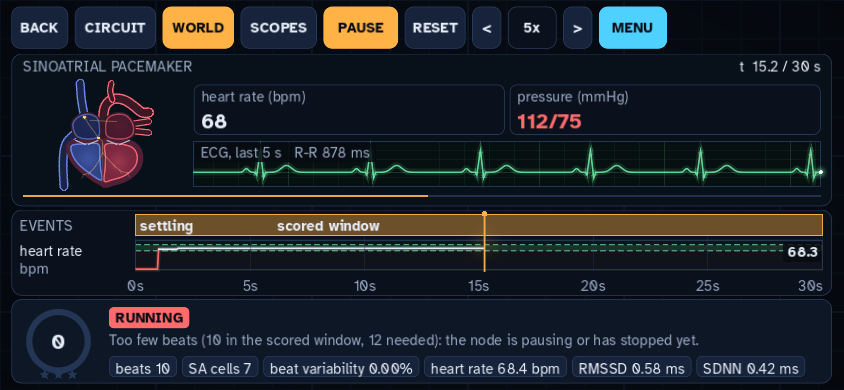 BACK CIRCUIT WORLD SCOPES PAUSE RESET < 5x > MENU
SINOATRIAL PACEMAKER t 15.2 / 30 s
heart rate (bpm) pressure (mmHg)
68 112/75
ECG, last 5 s R-R 878 ms
EVENTS settling scored window
heart rate 68.3
bpm
0s 5s 10s 15s 20s 25s 30s
RUNNING
0 Too few beats (10 in the scored window, 12 needed): the node is pausing or has stopped yet.
beats 10 SA cells 7 beat variability 0.00% heart rate 68.4 bpm RMSSD 0.58 ms SDNN 0.42 ms